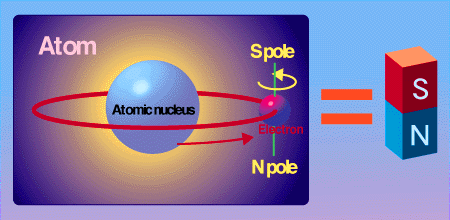 Atom
S pole
Atomic nucleus
Electron
N pole
S
N